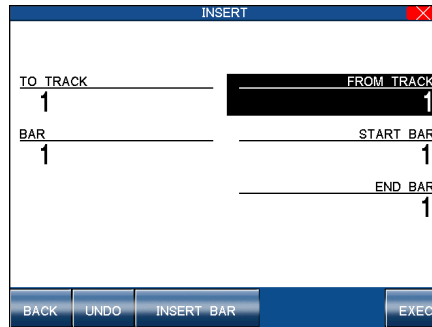 INSERT
TO TRACK
1
FROM TRACK
1
BAR
1
START BAR
1
END BAR
1
BACK UNDO INSERT BAR EXEC